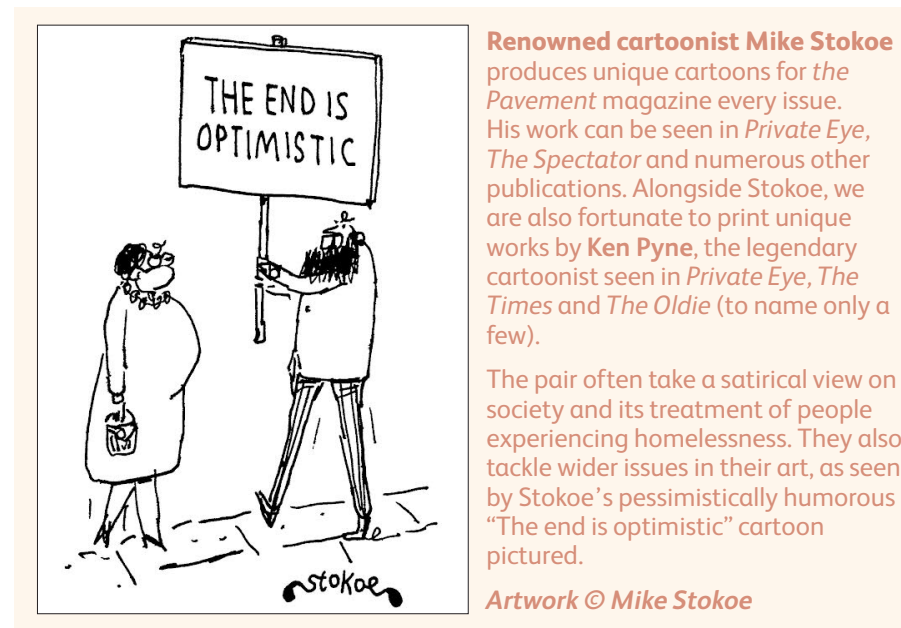 THE END IS
OPTIMISTIC
stokoe
Renowned cartoonist Mike Stokoe
produces unique cartoons for the
Pavement magazine every issue.
His work can be seen in Private Eye,
The Spectator and numerous other
publications. Alongside Stokoe, we
are also fortunate to print unique
works by Ken Pyne, the legendary
cartoonist seen in Private Eye, The
Times and The Oldie (to name only a
few).
The pair often take a satirical view on
society and its treatment of people
experiencing homelessness. They also
tackle wider issues in their art, as seen
by Stokoe’s pessimistically humorous
“The end is optimistic” cartoon
pictured.
Artwork © Mike Stokoe